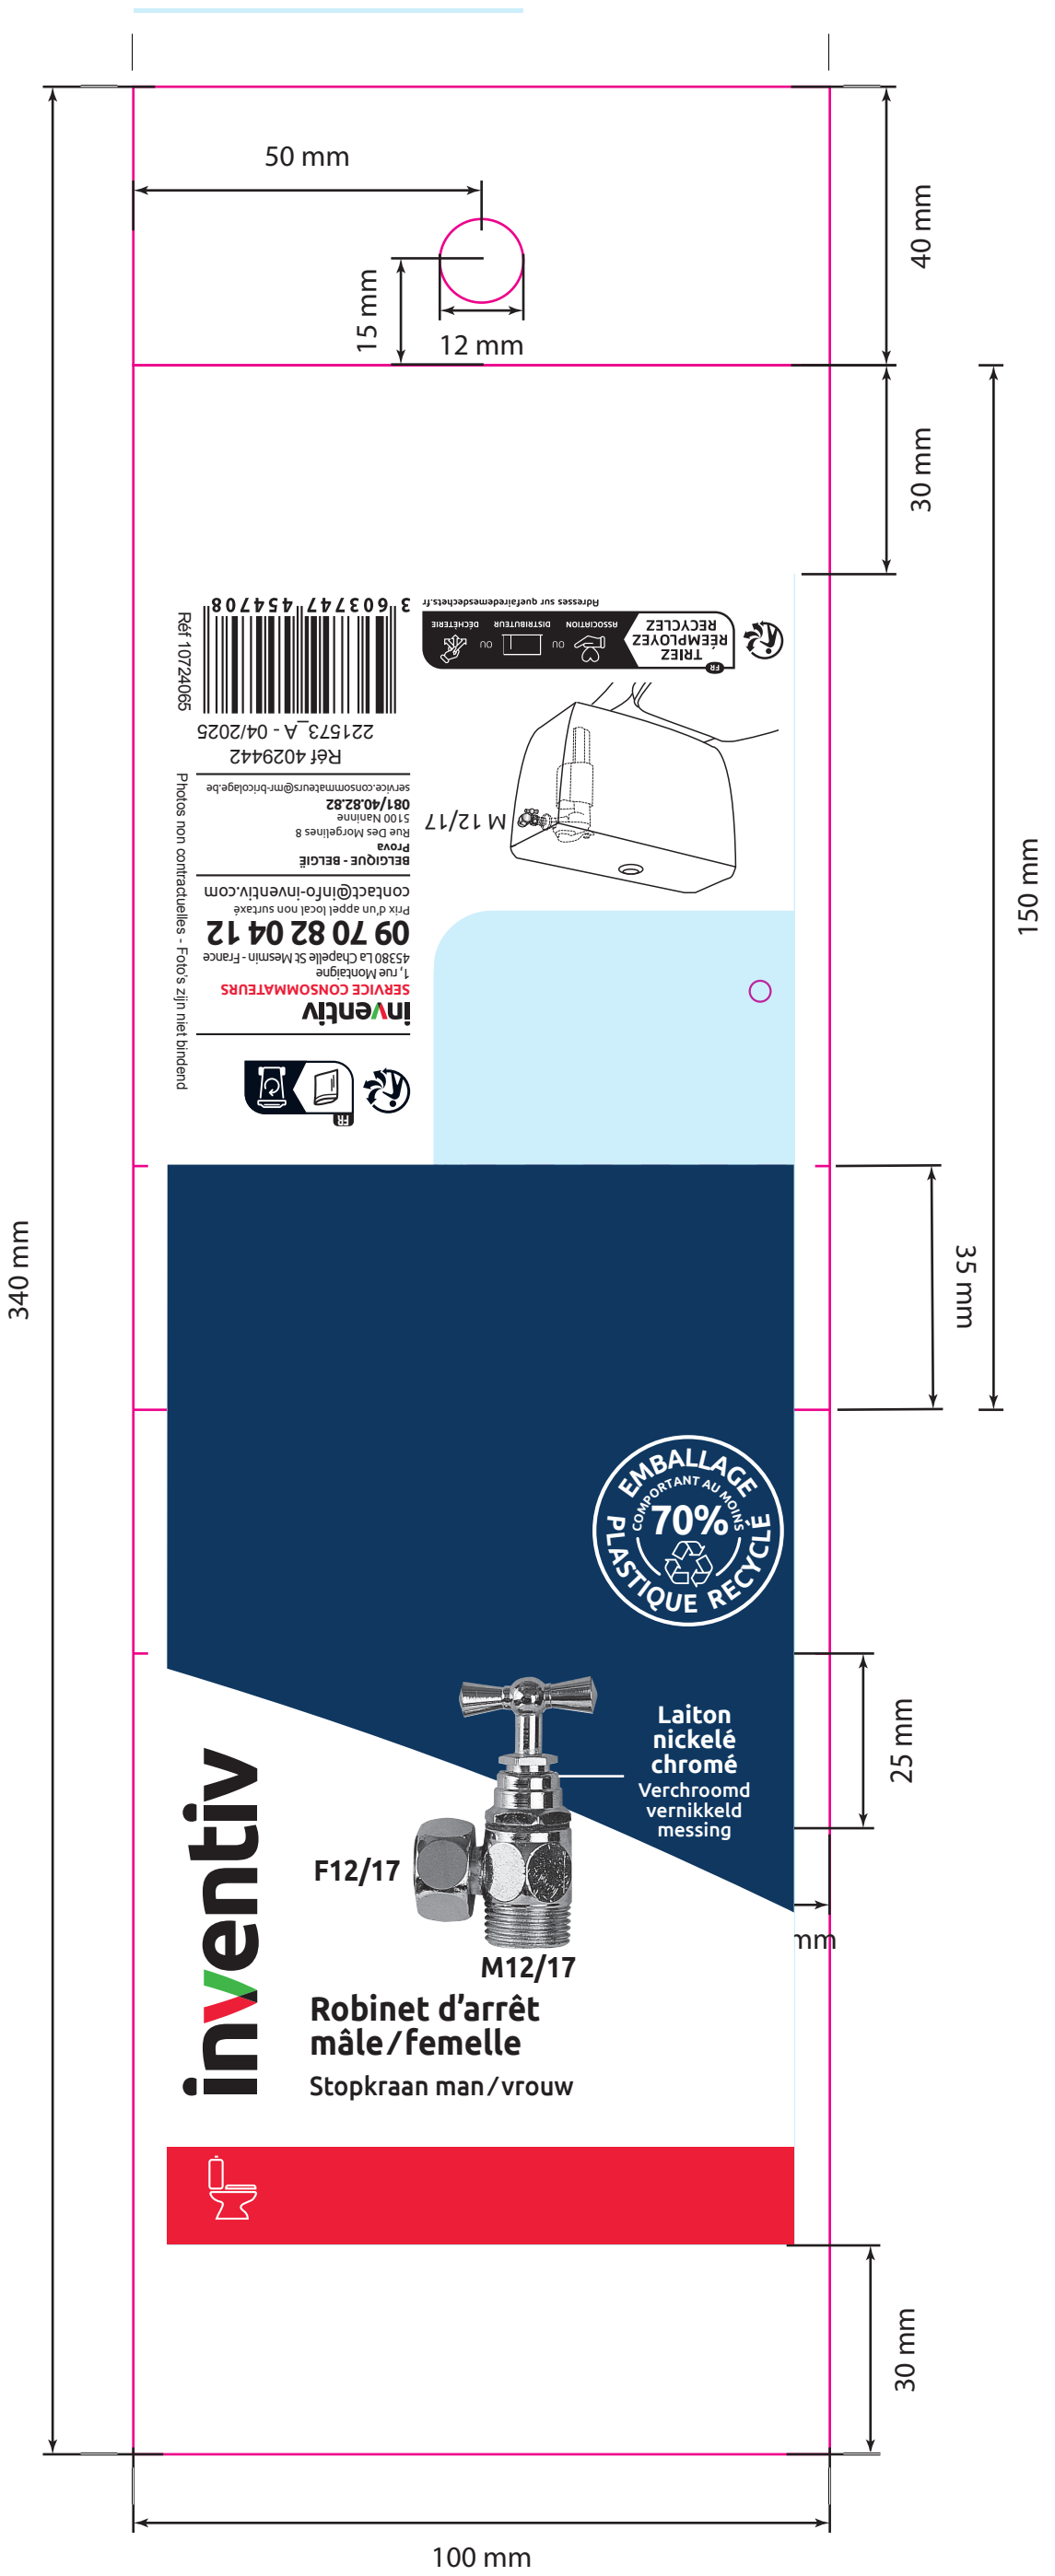 50 mm
40 mm
15 mm
12 mm
30 mm
150 mm
340 mm
35 mm
25 mm
mm
30 mm
100 mm
FR
TRIEZ
RÉEMPLOYEZ
RECYCLEZ
ASSOCIATION
OU
DISTRIBUTEUR
OU
DÉCHÈTERIE
Adresses sur quefairedemesdechets.fr
M 12/17
FR
inventiv
SERVICE CONSOMMATEURS
1, rue Montaigne
45380 La Chapelle St Mesmin - France
09 70 82 04 12
Prix d'un appel local non surtaxé
contact@info-inventiv.com
BELGIQUE - BELGIË
Prova
Rue Des Morgelines 8
5100 Naninne
081/40.82.82
service.consommateurs@mr-bricolage.be
Réf 4029442
221573_A - 04/2025
3 603747 454708
Réf 10724065
Photos non contractuelles - Foto's zijn niet bindend
EMBALLAGE
COMPORTANT AU MOINS
70%
PLASTIQUE RECYCLÉ
Laiton
nickelé
chromé
Verchroomd
vernikkeld
messing
F12/17
M12/17
inventiv
Robinet d’arrêt
mâle/femelle
Stopkraan man/vrouw